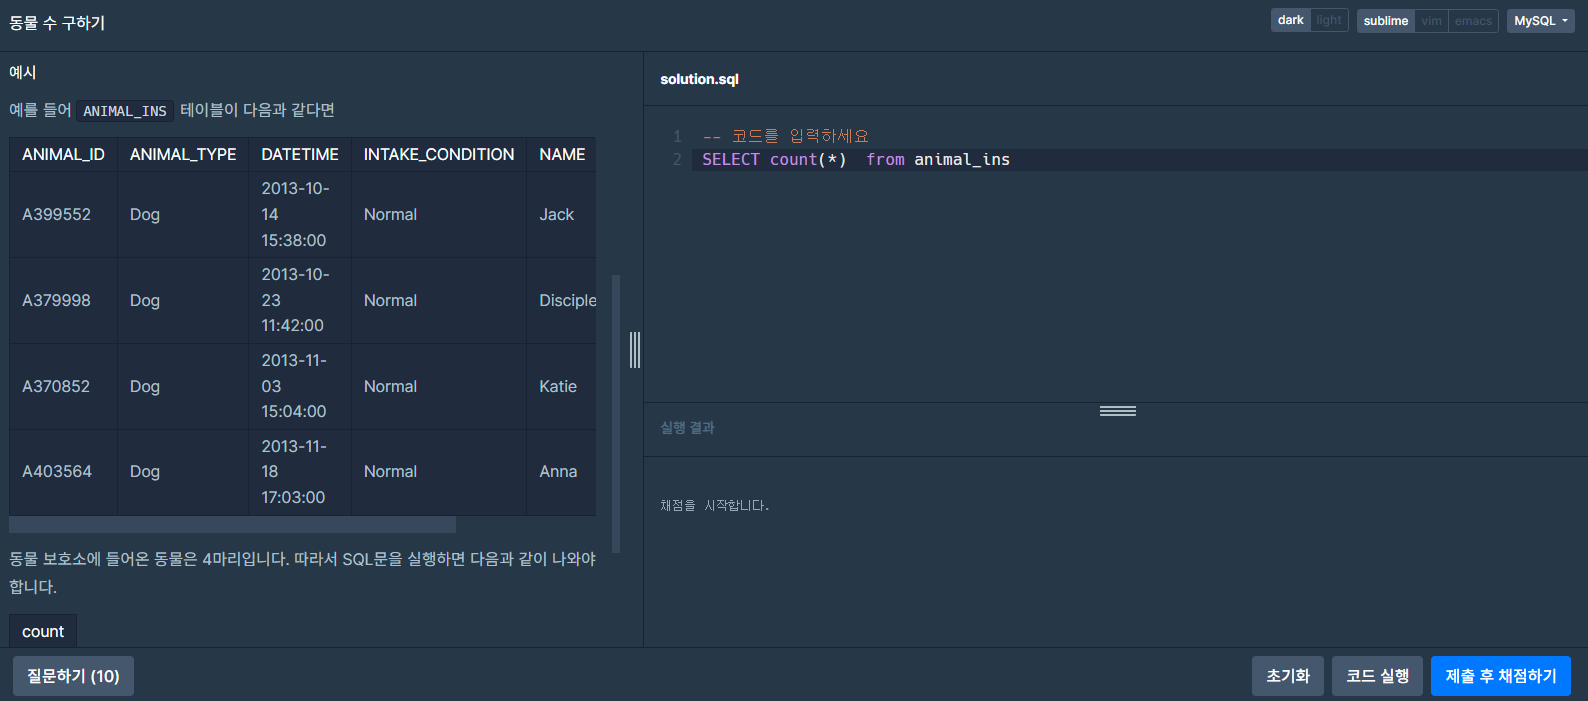 동물 수 구하기
dark light sublime vim emacs MySQL
예시
예를 들어 ANIMAL_INS 테이블이 다음과 같다면
ANIMAL_ID ANIMAL_TYPE DATETIME INTAKE_CONDITION NAME
A399552 Dog 2013-10-14 15:38:00 Normal Jack
A379998 Dog 2013-10-23 11:42:00 Normal Disciple
A370852 Dog 2013-11-03 15:04:00 Normal Katie
A403564 Dog 2013-11-18 17:03:00 Normal Anna
동물 보호소에 들어온 동물은 4마리입니다. 따라서 SQL문을 실행하면 다음과 같이 나와야
합니다.
count
solution.sql
1 -- 코드를 입력하세요
2 SELECT count(*)  from animal_ins
실행 결과
채점을 시작합니다.
질문하기 (10)
초기화 코드 실행 제출 후 채점하기